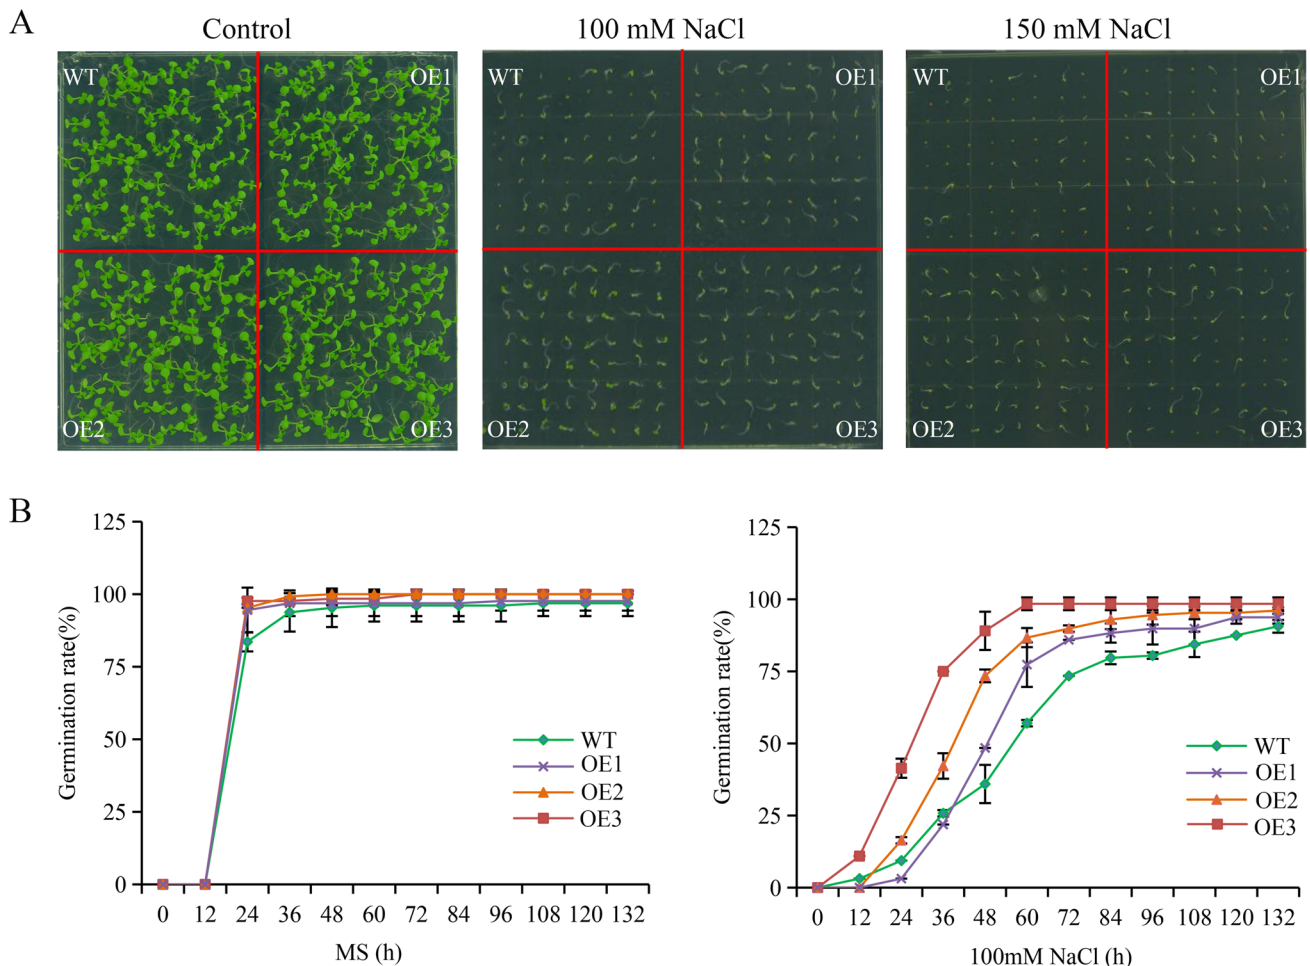 A
Control
100 mM NaCl
150 mM NaCl
WT
OE1
WT
OE1
WT
OE1
OE2
OE3
OE2
OE3
OE2
OE3
B
125
100
75
50
25
0
Germination rate(%)
WT
OE1
OE2
OE3
0 12 24 36 48 60 72 84 96 108 120 132
MS (h)
125
100
75
50
25
0
Germination rate(%)
WT
OE1
OE2
OE3
0 12 24 36 48 60 72 84 96 108 120 132
100mM NaCl (h)